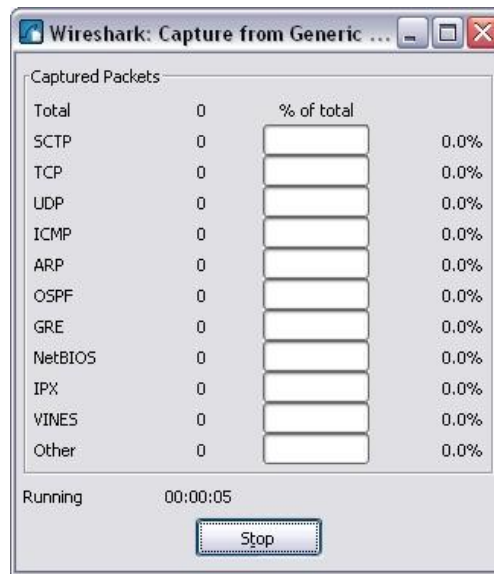 Wireshark: Capture from Generic ...
Captured Packets
Total 0 % of total
SCTP 0 0.0%
TCP 0 0.0%
UDP 0 0.0%
ICMP 0 0.0%
ARP 0 0.0%
OSPF 0 0.0%
GRE 0 0.0%
NetBIOS 0 0.0%
IPX 0 0.0%
VINES 0 0.0%
Other 0 0.0%
Running 00:00:05
Stop